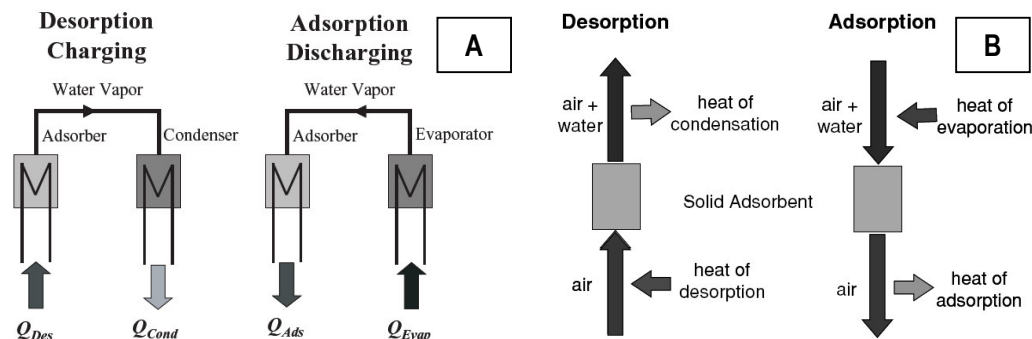 Desorption
Charging
Adsorption
Discharging
A
Water Vapor
Water Vapor
Adsorber
Condenser
Adsorber
Evaporator
Q_Des
Q_Cond
Q_Ads
Q_Evap
Desorption
Adsorption
B
air +
water
heat of
condensation
air +
water
heat of
evaporation
Solid Adsorbent
air
heat of
desorption
air
heat of
adsorption